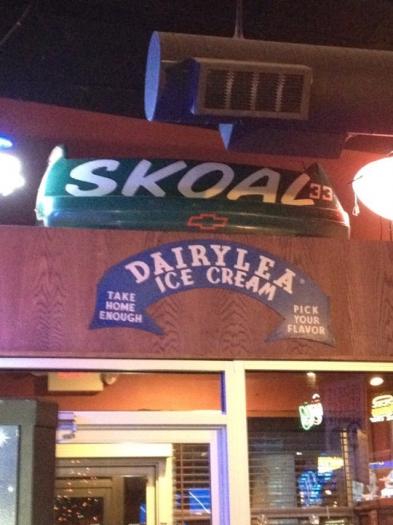 SKOAL 33
DAIRYLEA
ICE CREAM
TAKE
HOME
ENOUGH
PICK
YOUR
FLAVOR